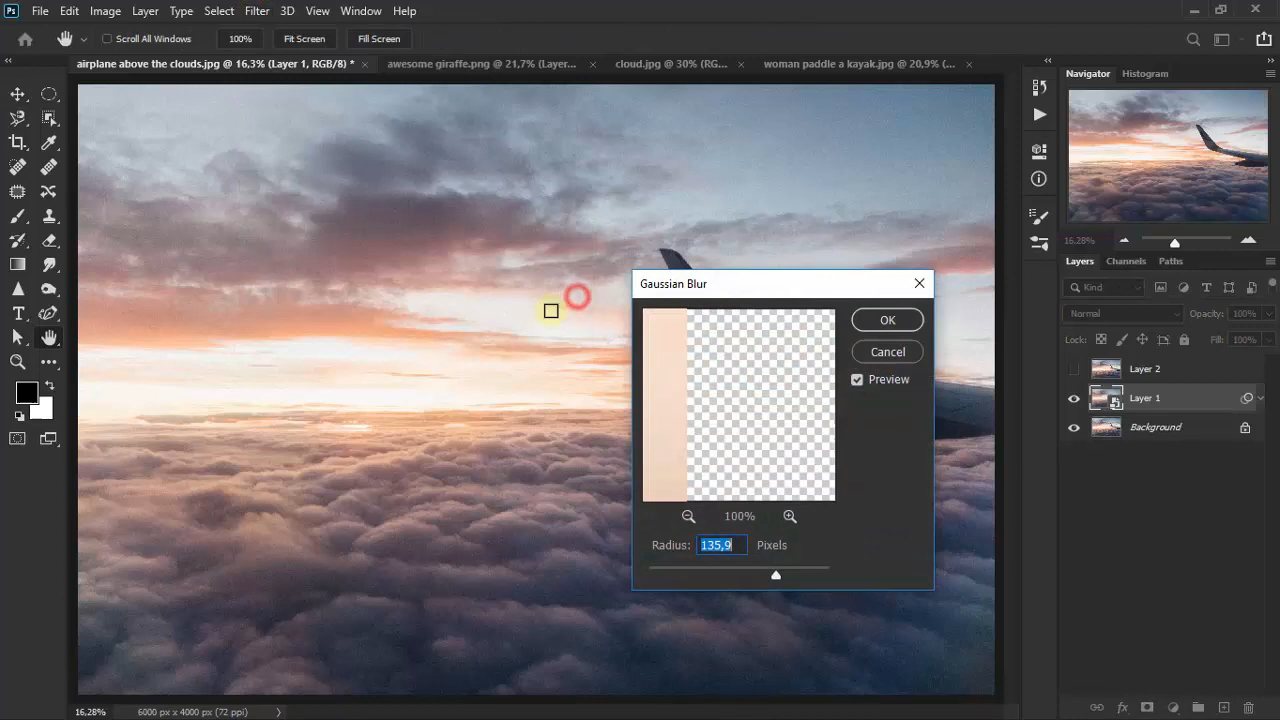 Ps File Edit Image Layer Type Select Filter 3D View Window Help
Scroll All Windows 100% Fit Screen Fill Screen
airplane above the clouds.jpg @ 16,3% (Layer 1, RGB/8) * awesome giraffe.png @ 21,7% (Layer... cloud.jpg @ 30% (RG... woman paddle a kayak.jpg @ 20,9% (...
Navigator Histogram
16,28%
Layers Channels Paths
Kind
Normal Opacity: 100%
Lock: Fill: 100%
Layer 2
Layer 1
Background
Gaussian Blur
OK
Cancel
Preview
100%
Radius: 135,9 Pixels
16,28% 6000 px x 4000 px (72 ppi)